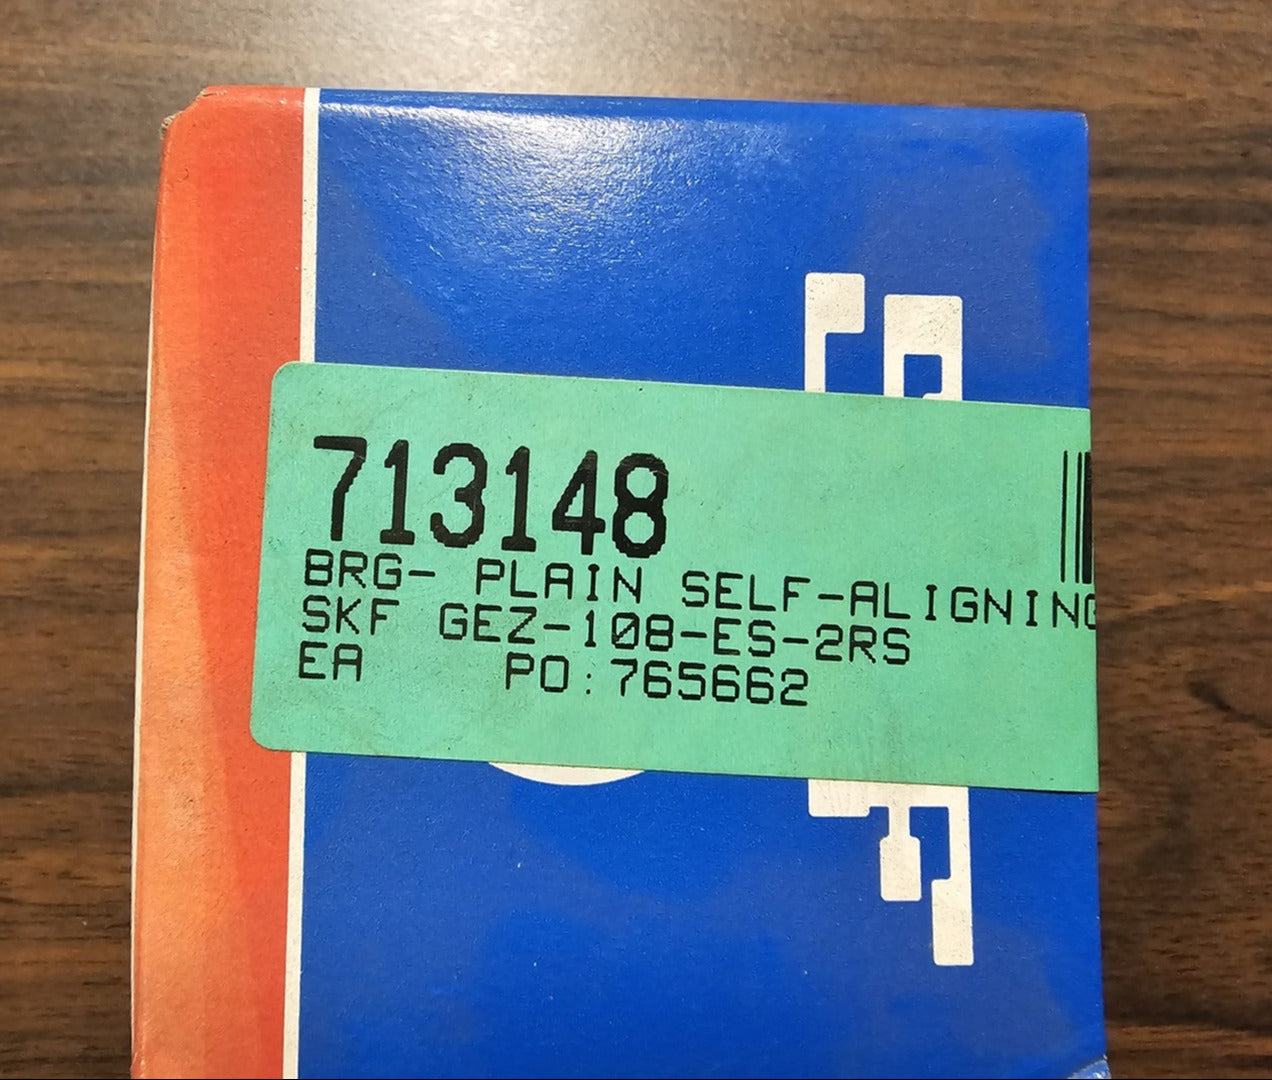 713148
BRG- PLAIN SELF-ALIGNING
SKF GEZ-108-ES-2RS
EA PO:765662